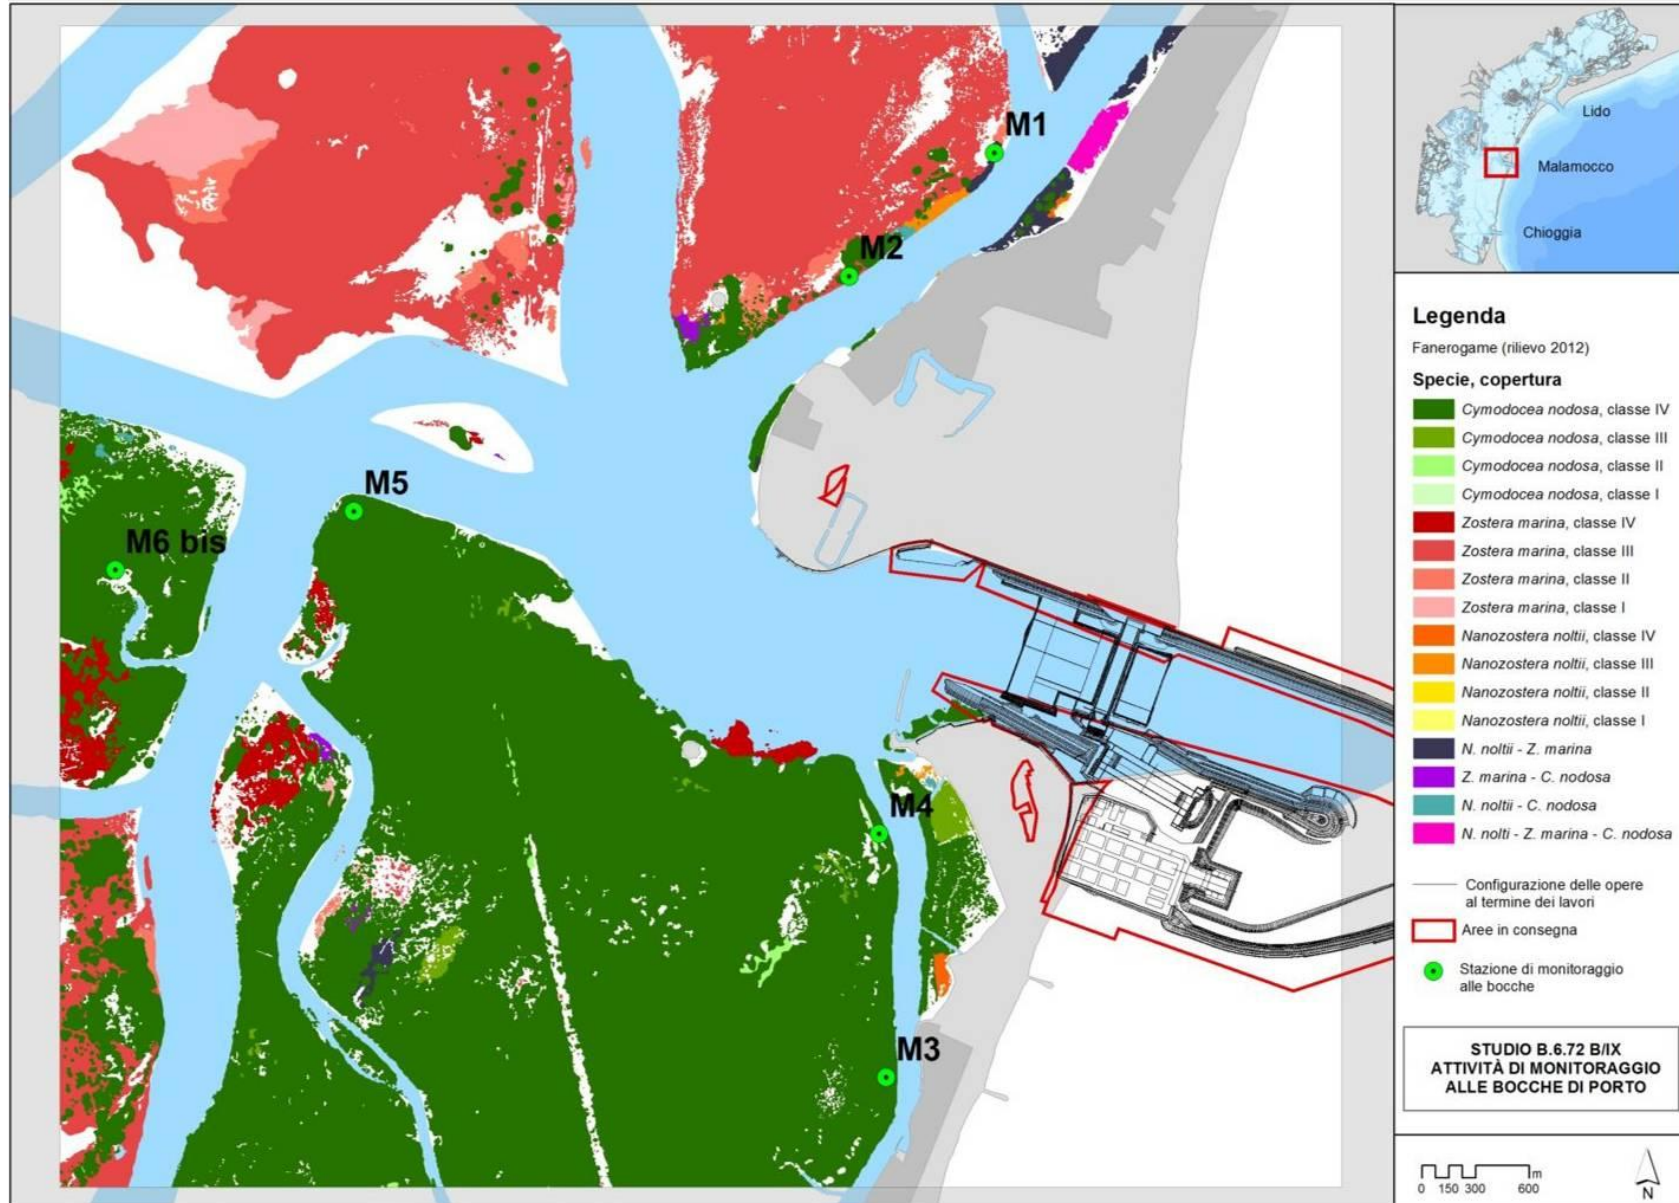 M1
M2
M5
M6 bis
M4
M3
Lido
Malamocco
Chioggia
Legenda
Fanerogame (rilievo 2012)
Specie, copertura
Cymodocea nodosa, classe IV
Cymodocea nodosa, classe III
Cymodocea nodosa, classe II
Cymodocea nodosa, classe I
Zostera marina, classe IV
Zostera marina, classe III
Zostera marina, classe II
Zostera marina, classe I
Nanozostera noltii, classe IV
Nanozostera noltii, classe III
Nanozostera noltii, classe II
Nanozostera noltii, classe I
N. noltii - Z. marina
Z. marina - C. nodosa
N. noltii - C. nodosa
N. nolti - Z. marina - C. nodosa
Configurazione delle opere
al termine dei lavori
Aree in consegna
Stazione di monitoraggio
alle bocche
STUDIO B.6.72 B/IX
ATTIVITÀ DI MONITORAGGIO
ALLE BOCCHE DI PORTO
m
0 150 300 600
N